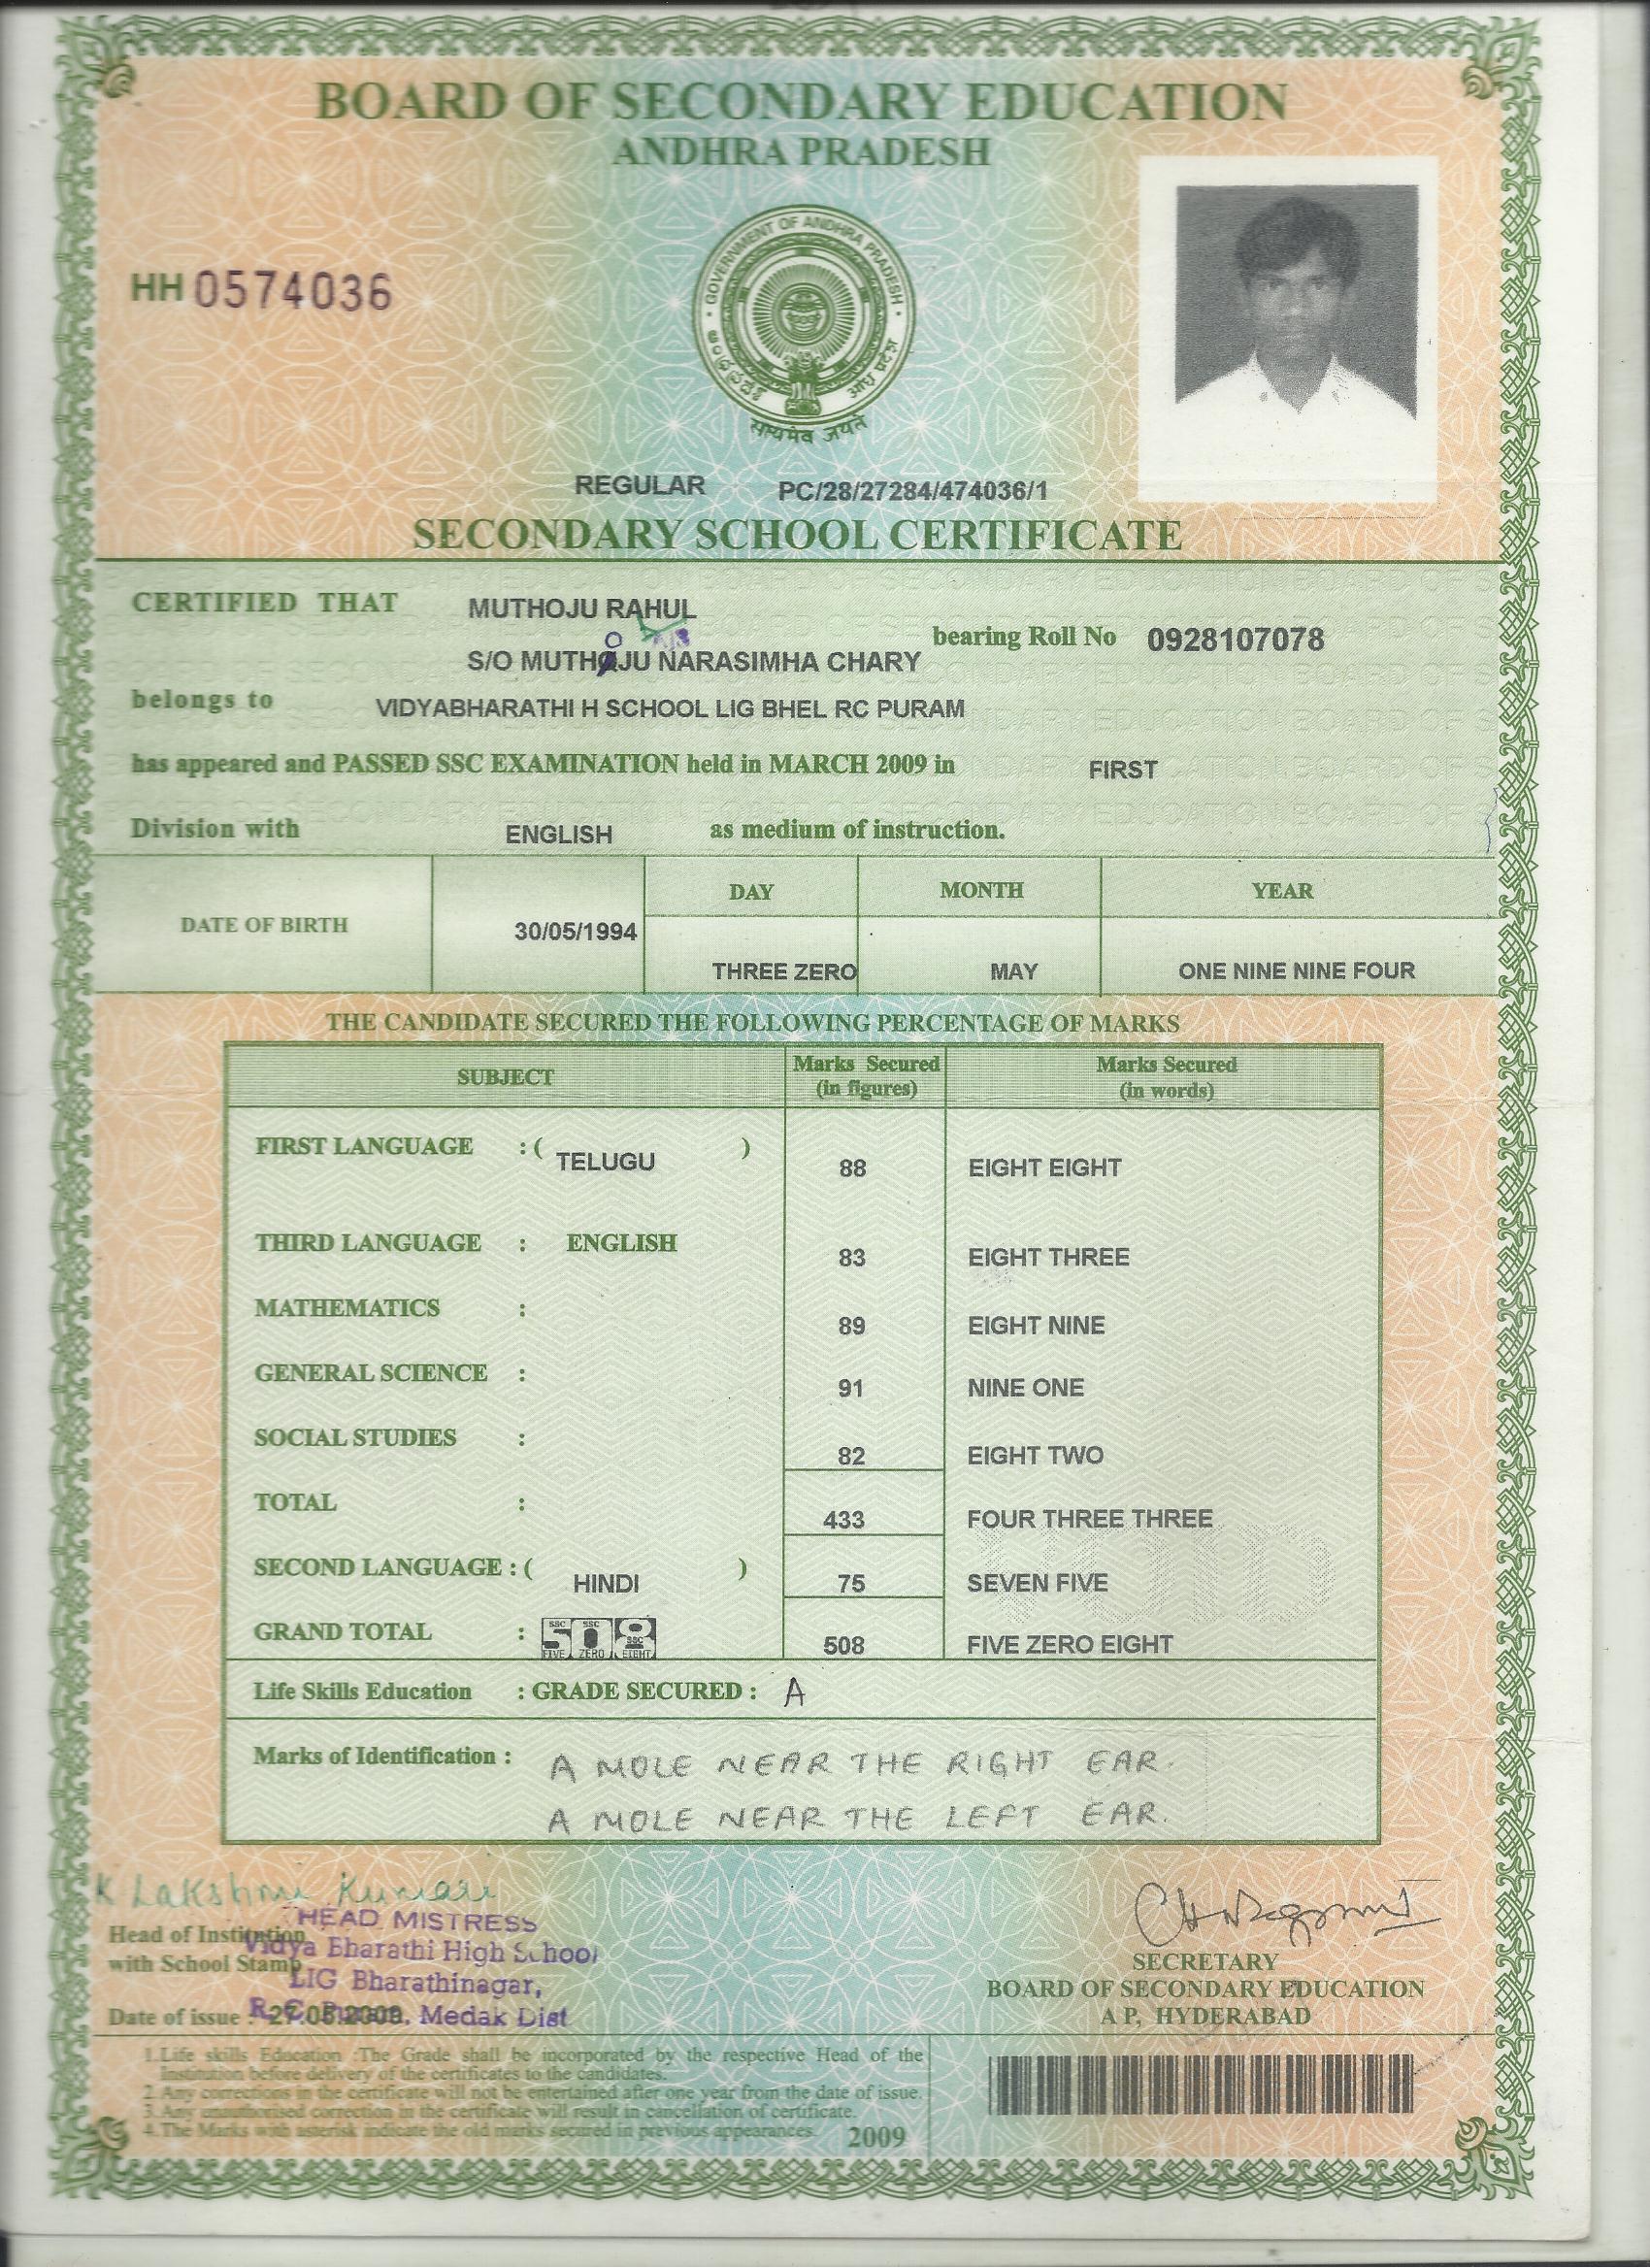 BOARD OF SECONDARY EDUCATION
ANDHRA PRADESH
GOVERNMENT OF ANDHRA PRADESH
सत्यमेव जयते
HH 0574036
REGULAR PC/28/27284/474036/1
SECONDARY SCHOOL CERTIFICATE
CERTIFIED THAT MUTHOJU RAHUL
S/O MUTHOJU NARASIMHA CHARY bearing Roll No 0928107078
belongs to VIDYABHARATHI H SCHOOL LIG BHEL RC PURAM
has appeared and PASSED SSC EXAMINATION held in MARCH 2009 in FIRST
Division with ENGLISH as medium of instruction.
DAY MONTH YEAR
DATE OF BIRTH 30/05/1994
THREE ZERO MAY ONE NINE NINE FOUR
THE CANDIDATE SECURED THE FOLLOWING PERCENTAGE OF MARKS
SUBJECT Marks Secured (in figures) Marks Secured (in words)
FIRST LANGUAGE : ( TELUGU ) 88 EIGHT EIGHT
THIRD LANGUAGE : ENGLISH 83 EIGHT THREE
MATHEMATICS : 89 EIGHT NINE
GENERAL SCIENCE : 91 NINE ONE
SOCIAL STUDIES : 82 EIGHT TWO
TOTAL : 433 FOUR THREE THREE
SECOND LANGUAGE : ( HINDI ) 75 SEVEN FIVE
GRAND TOTAL : 508 508 FIVE ZERO EIGHT
SSC SSC SSC
FIVE ZERO EIGHT
Life Skills Education : GRADE SECURED : A
Marks of Identification : A MOLE NEAR THE RIGHT EAR.
A MOLE NEAR THE LEFT EAR.
K Lakshmi Kumari
HEAD MISTRESS
Head of Institution
Vidya Bharathi High School
with School Stamp
LIG Bharathinagar,
Date of issue : 27.05.2009
Medak Dist
SECRETARY
BOARD OF SECONDARY EDUCATION
A P, HYDERABAD
1.Life skills Education :The Grade shall be incorporated by the respective Head of the
Institution before delivery of the certificates to the candidates.
2. Any corrections in the certificate will not be entertained after one year from the date of issue.
3. Any unauthorised correction in the certificate will result in cancellation of certificate.
4. The Marks with asterisk indicate the old marks secured in previous appearances.
2009